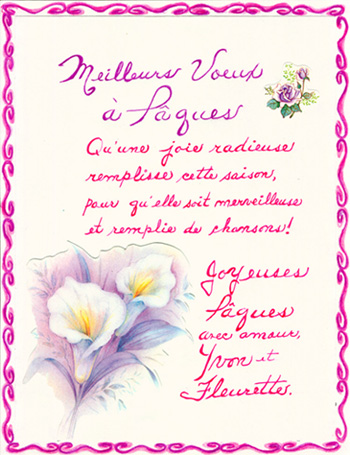 Meilleurs Voeux
à Pâques
Qu'une joie radieuse
remplisse cette saison,
pour qu'elle soit merveilleuse
et remplie de chansons!
Joyeuses
Pâques
avec amour,
Yvon et
Fleurette.